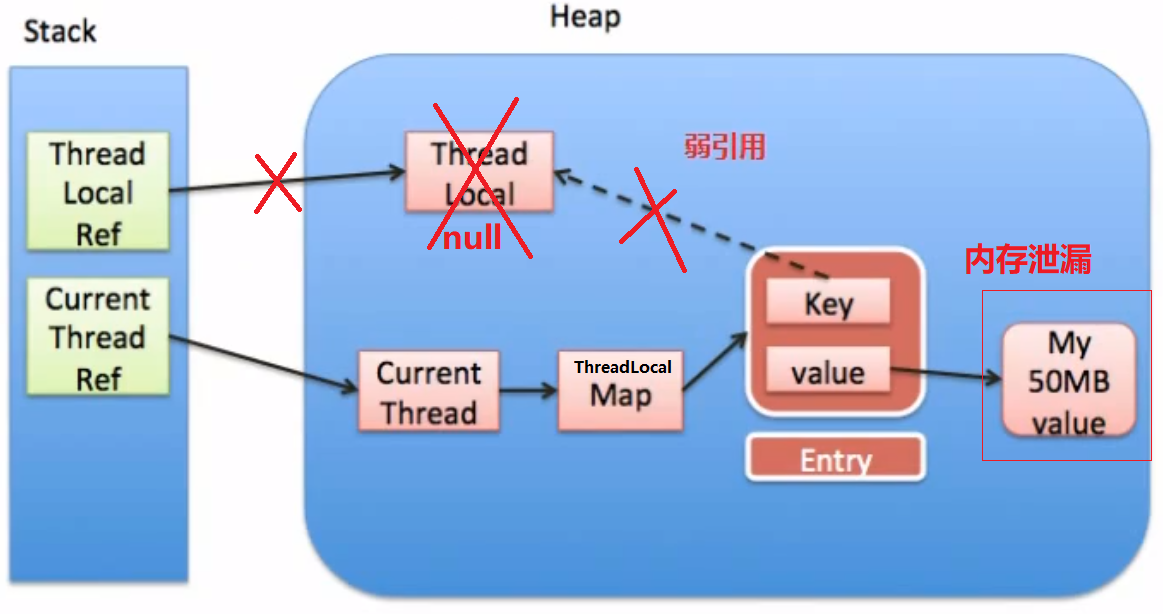 Stack
Heap
Thread
Local
Ref
Thread
Local
null
弱引用
Current
Thread
Ref
Current
Thread
ThreadLocal
Map
Key
value
Entry
内存泄漏
My
50MB
value